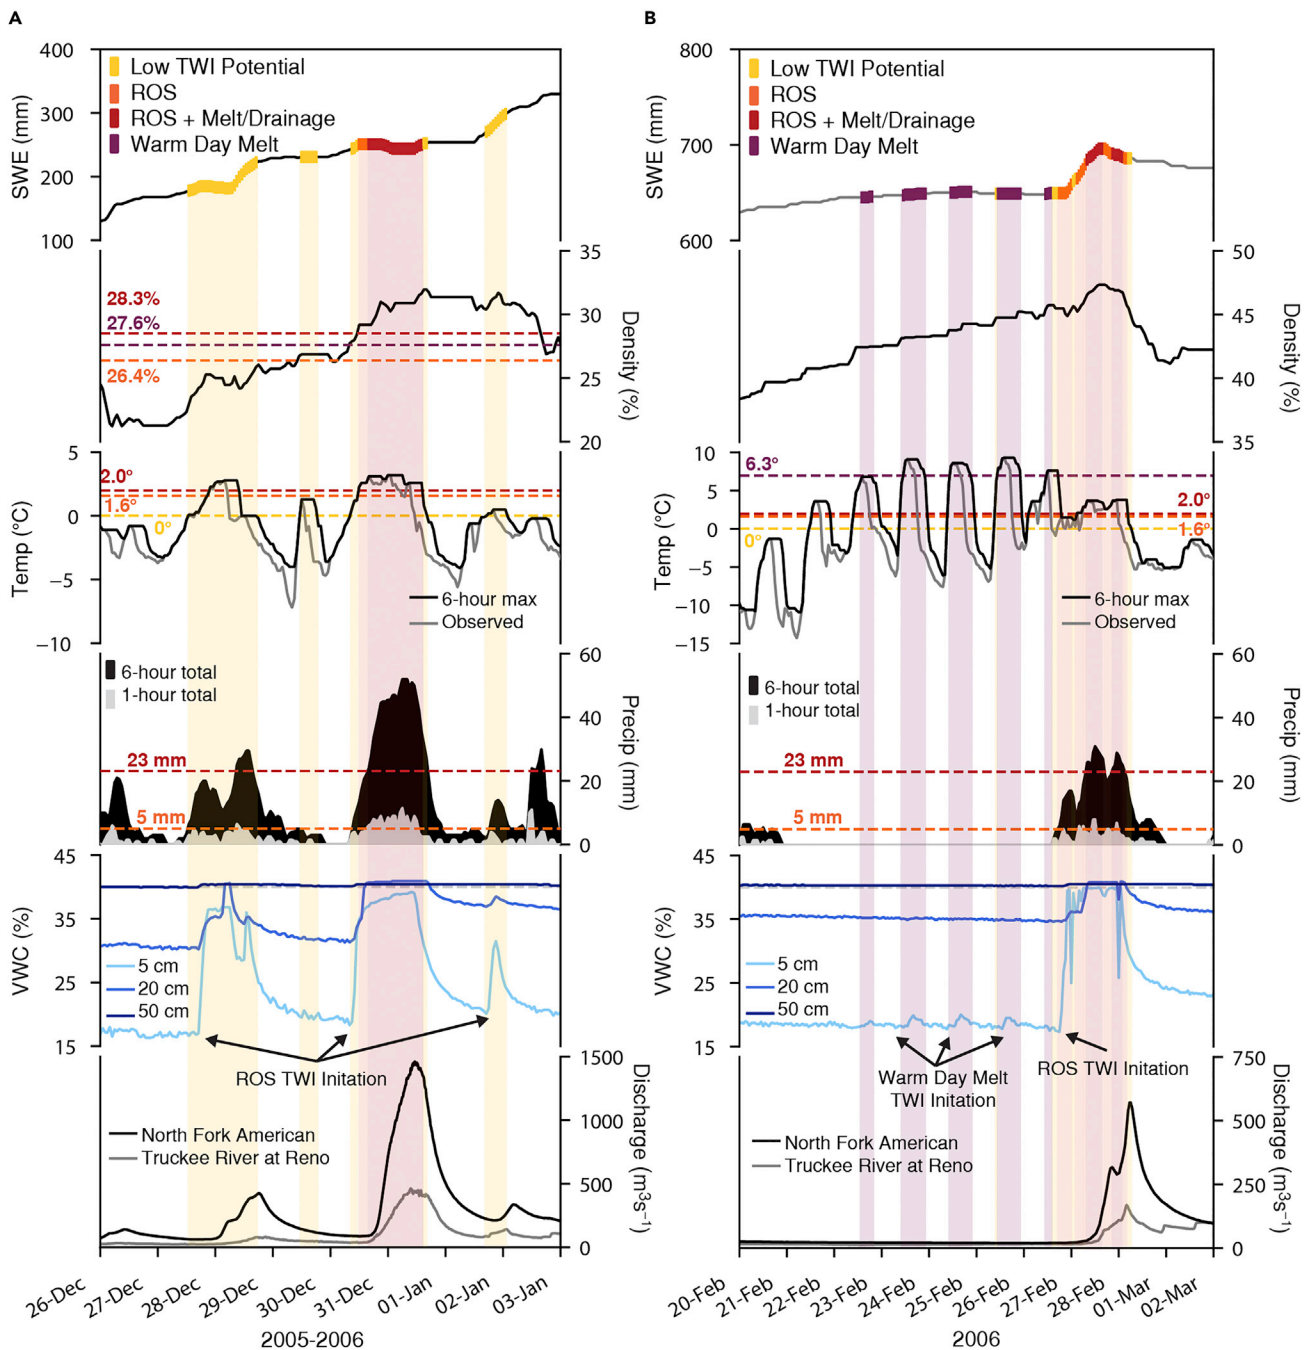 A
400
300
200
100
SWE (mm)
Low TWI Potential
ROS
ROS + Melt/Drainage
Warm Day Melt
35
30
25
20
Density (%)
28.3%
27.6%
26.4%
5
0
−5
−10
Temp (°C)
2.0°
1.6°
0°
6-hour max
Observed
60
40
20
0
Precip (mm)
6-hour total
1-hour total
23 mm
5 mm
45
35
25
15
VWC (%)
5 cm
20 cm
50 cm
ROS TWI Initation
1500
1000
500
0
Discharge (m³s⁻¹)
North Fork American
Truckee River at Reno
26-Dec
27-Dec
28-Dec
29-Dec
30-Dec
31-Dec
01-Jan
02-Jan
03-Jan
2005-2006
B
800
700
600
SWE (mm)
Low TWI Potential
ROS
ROS + Melt/Drainage
Warm Day Melt
50
45
40
35
Density (%)
10
5
0
−5
−10
−15
Temp (°C)
6.3°
2.0°
1.6°
0°
6-hour max
Observed
60
40
20
0
Precip (mm)
6-hour total
1-hour total
23 mm
5 mm
45
35
25
15
VWC (%)
5 cm
20 cm
50 cm
Warm Day Melt
TWI Initation
ROS TWI Initation
750
500
250
0
Discharge (m³s⁻¹)
North Fork American
Truckee River at Reno
20-Feb
21-Feb
22-Feb
23-Feb
24-Feb
25-Feb
26-Feb
27-Feb
28-Feb
01-Mar
02-Mar
2006